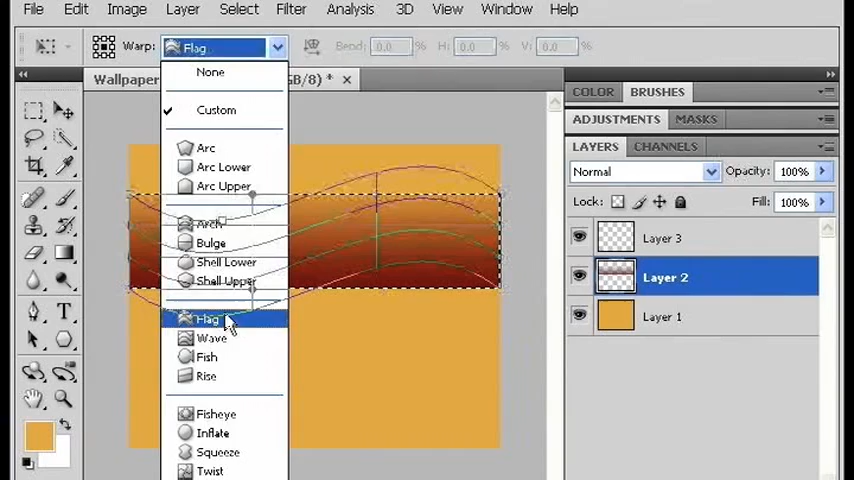 File Edit Image Layer Select Filter Analysis 3D View Window Help
Warp: Flag Bend: 0.0 % H: 0.0 % V: 0.0 %
Wallpaper GB/8) * ×
None
Custom
Arc
Arc Lower
Arc Upper
Arch
Bulge
Shell Lower
Shell Upper
Flag
Wave
Fish
Rise
Fisheye
Inflate
Squeeze
Twist
COLOR BRUSHES
ADJUSTMENTS MASKS
LAYERS CHANNELS
Normal Opacity: 100%
Lock: Fill: 100%
Layer 3
Layer 2
Layer 1